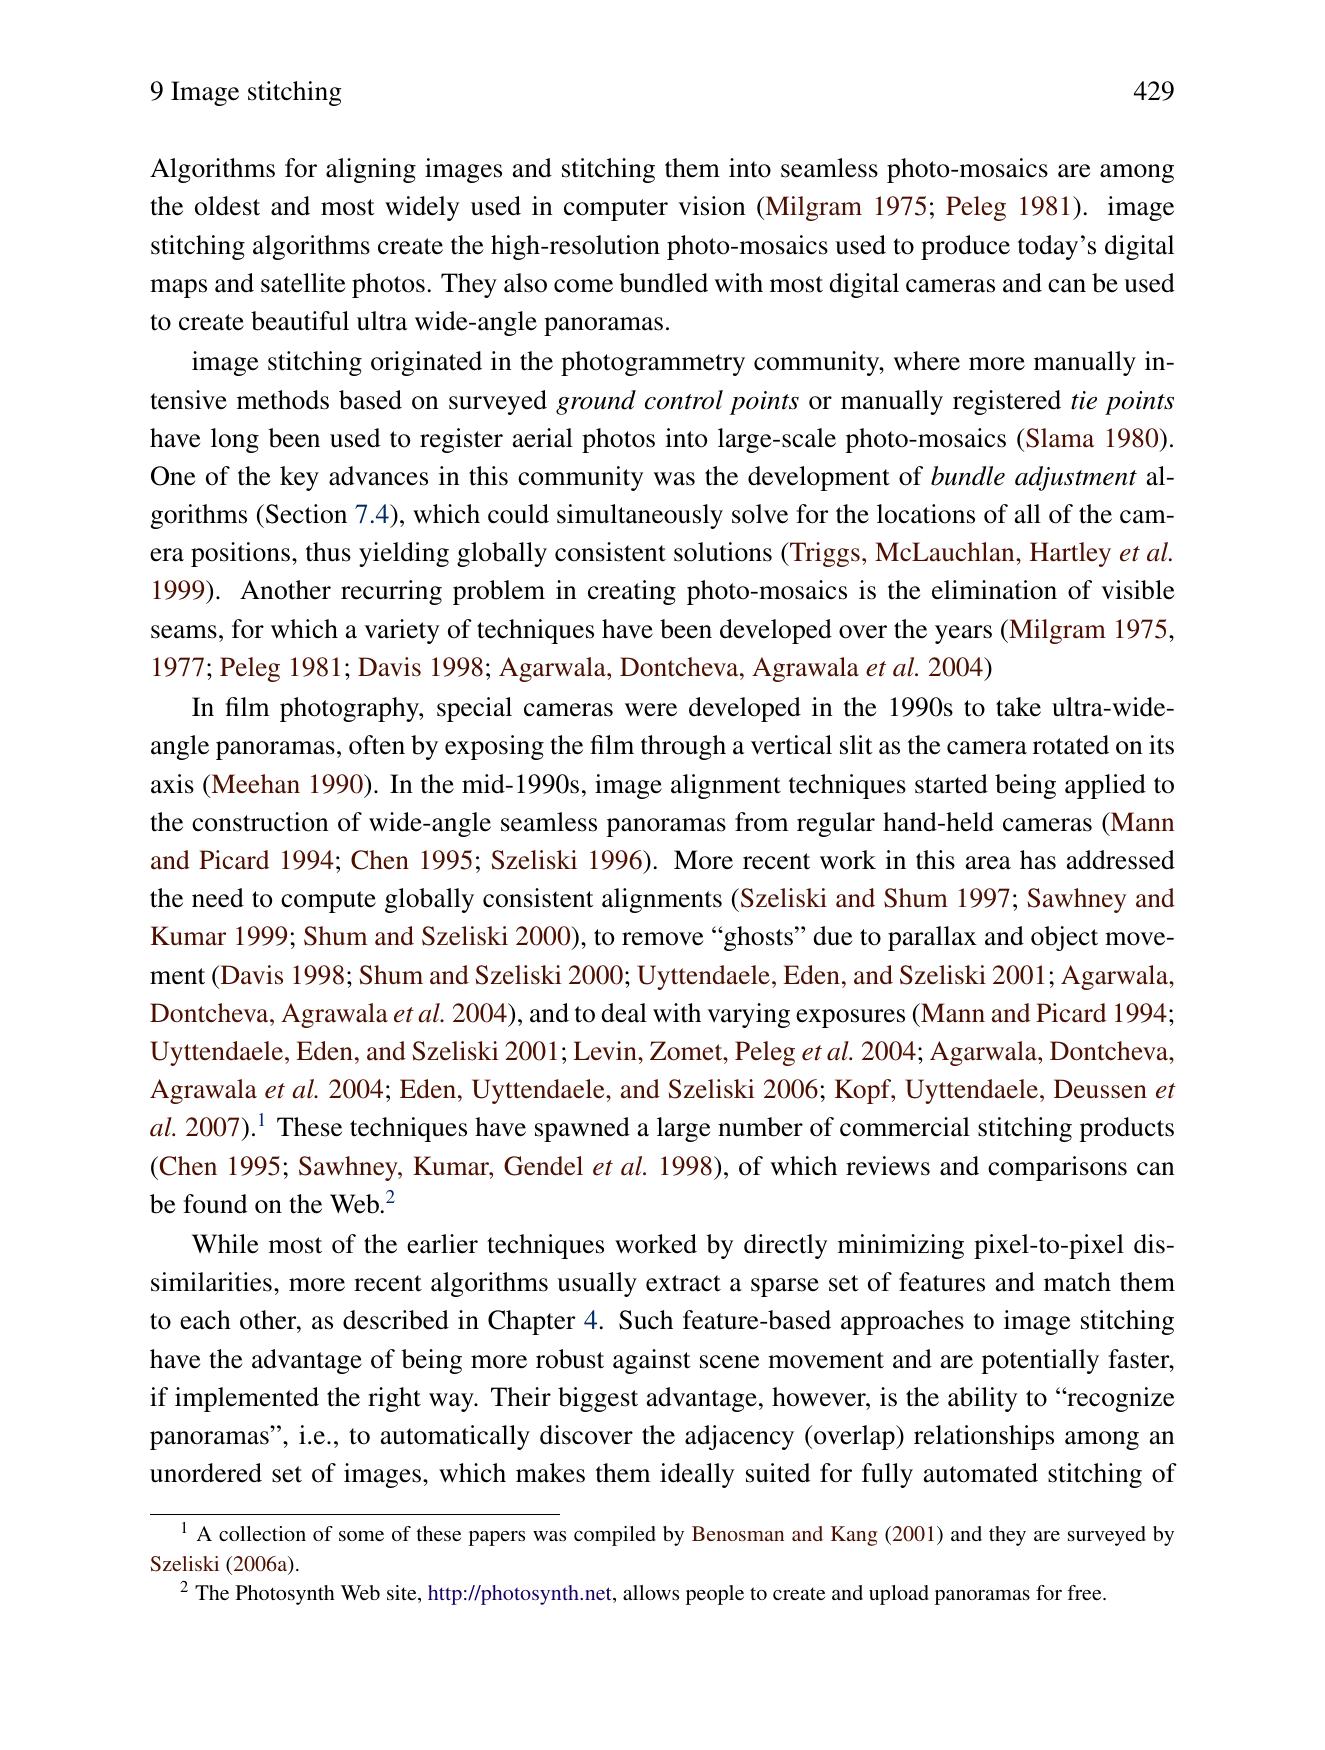 9 Image stitching 429
Algorithms for aligning images and stitching them into seamless photo-mosaics are among
the oldest and most widely used in computer vision (Milgram 1975; Peleg 1981). image
stitching algorithms create the high-resolution photo-mosaics used to produce today’s digital
maps and satellite photos. They also come bundled with most digital cameras and can be used
to create beautiful ultra wide-angle panoramas.
image stitching originated in the photogrammetry community, where more manually in-
tensive methods based on surveyed ground control points or manually registered tie points
have long been used to register aerial photos into large-scale photo-mosaics (Slama 1980).
One of the key advances in this community was the development of bundle adjustment al-
gorithms (Section 7.4), which could simultaneously solve for the locations of all of the cam-
era positions, thus yielding globally consistent solutions (Triggs, McLauchlan, Hartley et al.
1999). Another recurring problem in creating photo-mosaics is the elimination of visible
seams, for which a variety of techniques have been developed over the years (Milgram 1975,
1977; Peleg 1981; Davis 1998; Agarwala, Dontcheva, Agrawala et al. 2004)
In film photography, special cameras were developed in the 1990s to take ultra-wide-
angle panoramas, often by exposing the film through a vertical slit as the camera rotated on its
axis (Meehan 1990). In the mid-1990s, image alignment techniques started being applied to
the construction of wide-angle seamless panoramas from regular hand-held cameras (Mann
and Picard 1994; Chen 1995; Szeliski 1996). More recent work in this area has addressed
the need to compute globally consistent alignments (Szeliski and Shum 1997; Sawhney and
Kumar 1999; Shum and Szeliski 2000), to remove “ghosts” due to parallax and object move-
ment (Davis 1998; Shum and Szeliski 2000; Uyttendaele, Eden, and Szeliski 2001; Agarwala,
Dontcheva, Agrawala et al. 2004), and to deal with varying exposures (Mann and Picard 1994;
Uyttendaele, Eden, and Szeliski 2001; Levin, Zomet, Peleg et al. 2004; Agarwala, Dontcheva,
Agrawala et al. 2004; Eden, Uyttendaele, and Szeliski 2006; Kopf, Uyttendaele, Deussen et
al. 2007).1 These techniques have spawned a large number of commercial stitching products
(Chen 1995; Sawhney, Kumar, Gendel et al. 1998), of which reviews and comparisons can
be found on the Web.2
While most of the earlier techniques worked by directly minimizing pixel-to-pixel dis-
similarities, more recent algorithms usually extract a sparse set of features and match them
to each other, as described in Chapter 4. Such feature-based approaches to image stitching
have the advantage of being more robust against scene movement and are potentially faster,
if implemented the right way. Their biggest advantage, however, is the ability to “recognize
panoramas”, i.e., to automatically discover the adjacency (overlap) relationships among an
unordered set of images, which makes them ideally suited for fully automated stitching of
1 A collection of some of these papers was compiled by Benosman and Kang (2001) and they are surveyed by
Szeliski (2006a).
2 The Photosynth Web site, http://photosynth.net, allows people to create and upload panoramas for free.